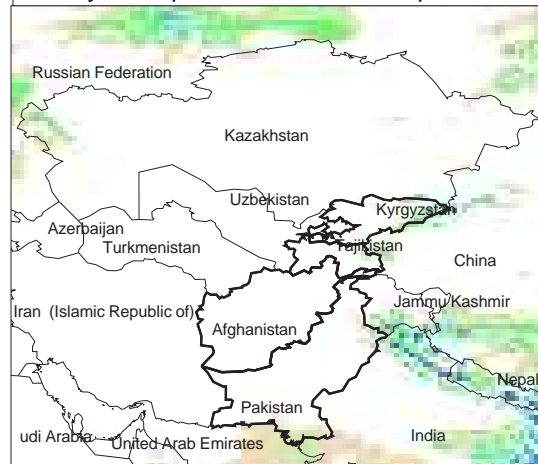 Russian Federation
Kazakhstan
Uzbekistan
Kyrgyzstan
Azerbaijan
Turkmenistan
Tajikistan
China
Iran (Islamic Republic of)
Jammu Kashmir
Afghanistan
Nepal
Pakistan
udi Arabia
United Arab Emirates
India